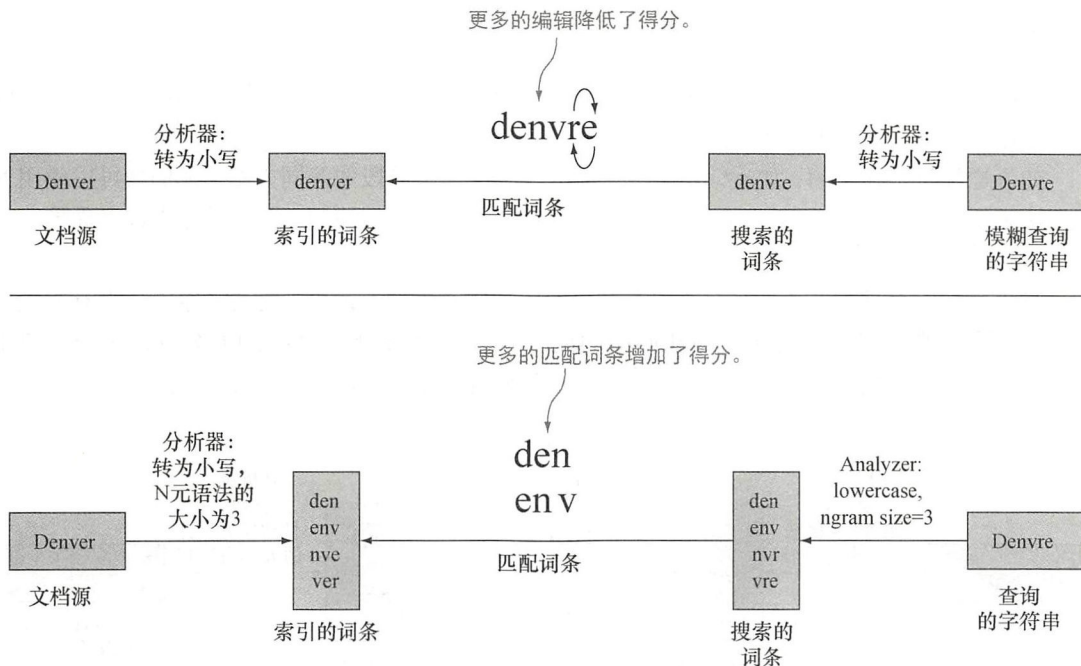 更多的编辑降低了得分。
denvre
分析器：
转为小写
分析器：
转为小写
Denver
denver
denvre
Denvre
匹配词条
文档源
索引的词条
搜索的
词条
模糊查询
的字符串
更多的匹配词条增加了得分。
分析器：
转为小写，
N元语法的
大小为3
den
env
Analyzer:
lowercase,
ngram size=3
Denver
den
env
nve
ver
den
env
nvr
vre
Denvre
匹配词条
文档源
索引的词条
搜索的
词条
查询
的字符串